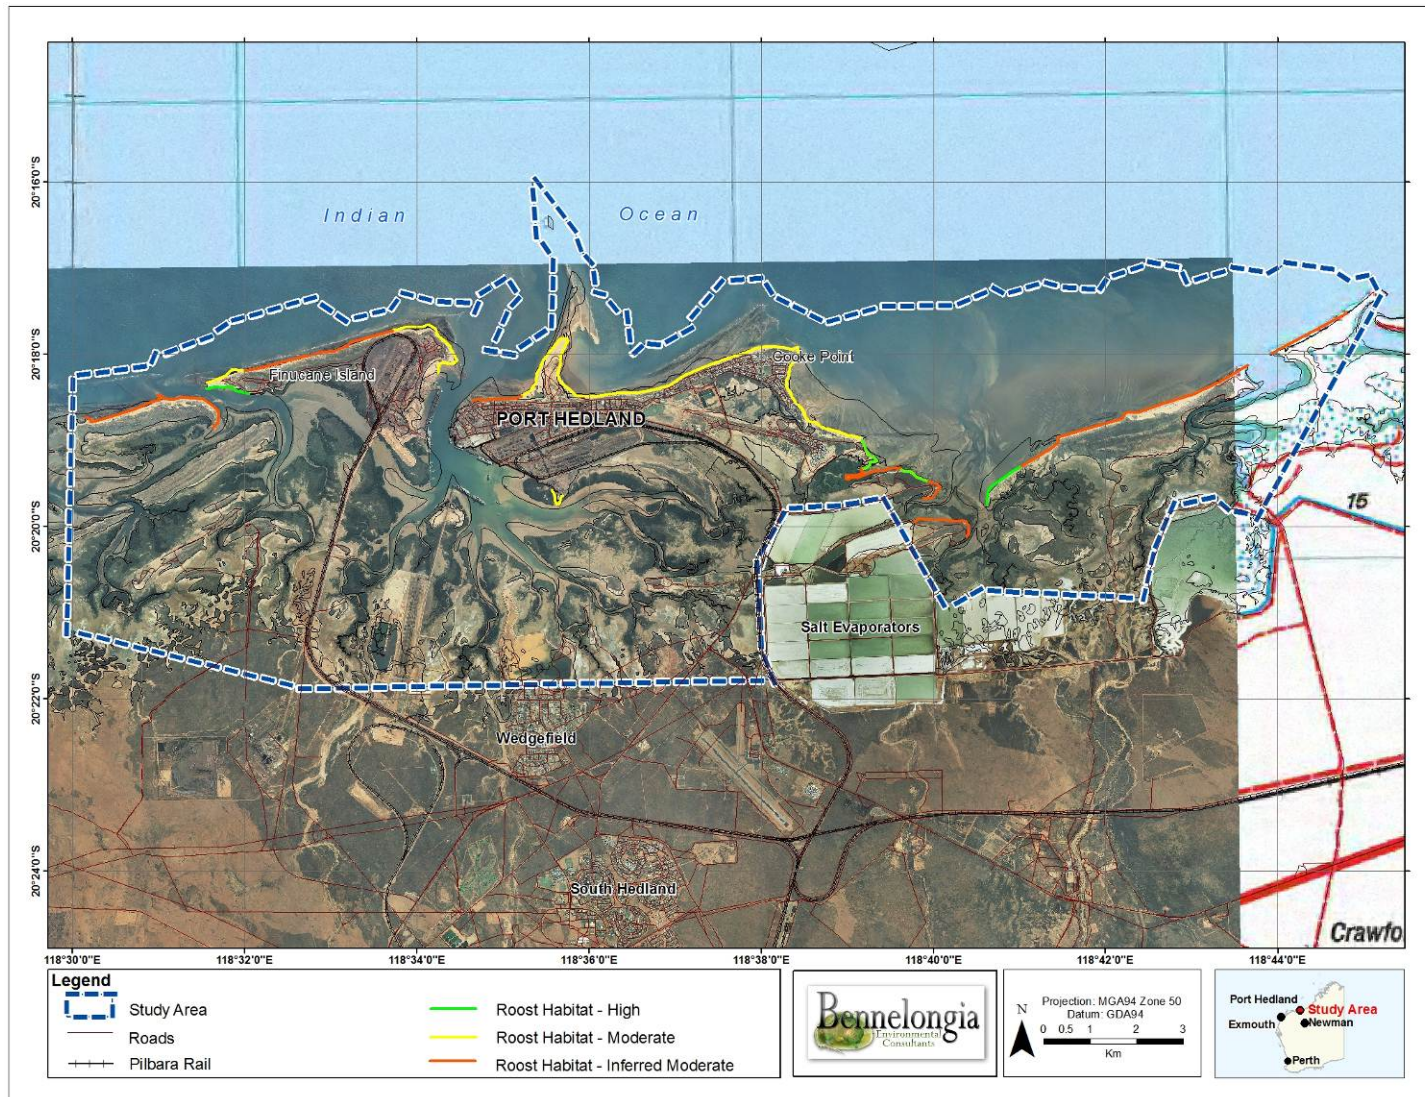 20°16'0"S
Indian Ocean
20°18'0"S
Cooke Point
Finucane Island
PORT HEDLAND
15
20°20'0"S
Salt Evaporators
20°22'0"S
Wedgefield
20°24'0"S
South Hedland
Crawfo
118°30'0"E 118°32'0"E 118°34'0"E 118°36'0"E 118°38'0"E 118°40'0"E 118°42'0"E 118°44'0"E
Legend
Study Area
Roads
Pilbara Rail
Roost Habitat - High
Roost Habitat - Moderate
Roost Habitat - Inferred Moderate
Bennelongia
Environmental
Consultants
N
Projection: MGA94 Zone 50
Datum: GDA94
0 0.5 1 2 3
Km
Port Hedland
Study Area
Exmouth
Newman
Perth